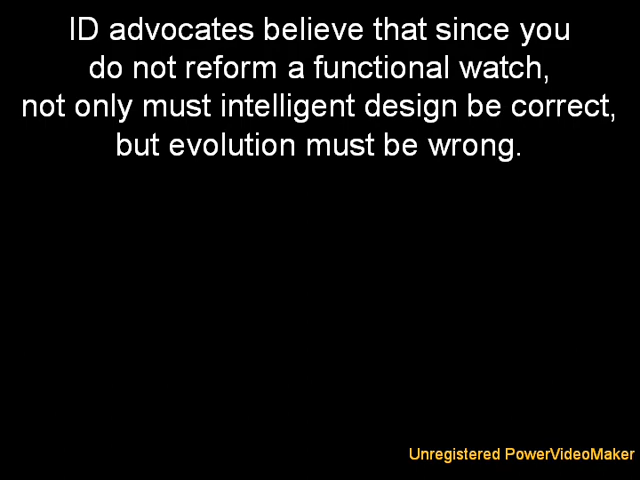 ID advocates believe that since you
do not reform a functional watch,
not only must intelligent design be correct,
but evolution must be wrong.
Unregistered PowerVideoMaker